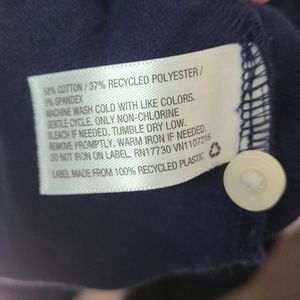 58% COTTON / 37% RECYCLED POLYESTER /
5% SPANDEX
MACHINE WASH COLD WITH LIKE COLORS.
GENTLE CYCLE. ONLY NON-CHLORINE
BLEACH IF NEEDED. TUMBLE DRY LOW.
REMOVE PROMPTLY. WARM IRON IF NEEDED.
DO NOT IRON ON LABEL. RN17730 VN1107216
LABEL MADE FROM 100% RECYCLED PLASTIC